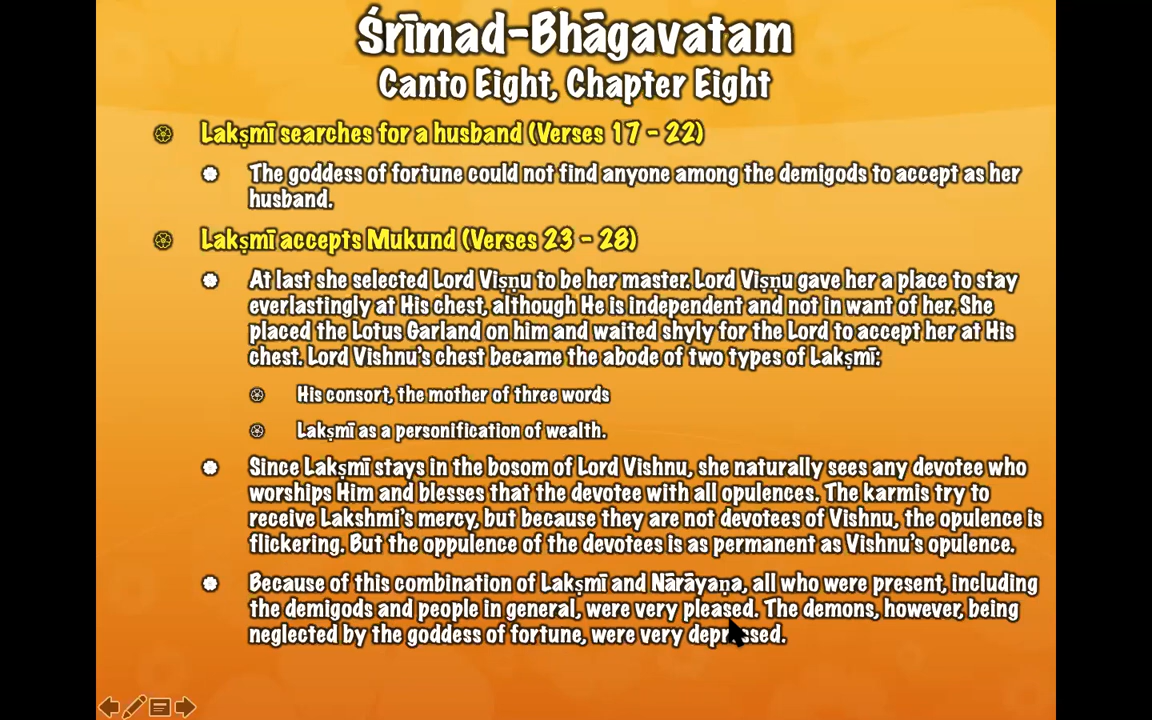 Śrīmad-Bhāgavatam
Canto Eight, Chapter Eight
Lakṣmī searches for a husband (Verses 17 - 22)
The goddess of fortune could not find anyone among the demigods to accept as her
husband.
Lakṣmī accepts Mukund (Verses 23 - 28)
At last she selected Lord Viṣṇu to be her master. Lord Viṣṇu gave her a place to stay
everlastingly at His chest, although He is independent and not in want of her. She
placed the Lotus Garland on him and waited shyly for the Lord to accept her at His
chest. Lord Vishnu's chest became the abode of two types of Lakṣmī:
His consort, the mother of three words
Lakṣmī as a personification of wealth.
Since Lakṣmī stays in the bosom of Lord Vishnu, she naturally sees any devotee who
worships Him and blesses that the devotee with all opulences. The karmis try to
receive Lakshmi's mercy, but because they are not devotees of Vishnu, the opulence is
flickering. But the oppulence of the devotees is as permanent as Vishnu's opulence.
Because of this combination of Lakṣmī and Nārāyaṇa, all who were present, including
the demigods and people in general, were very pleased. The demons, however, being
neglected by the goddess of fortune, were very depressed.